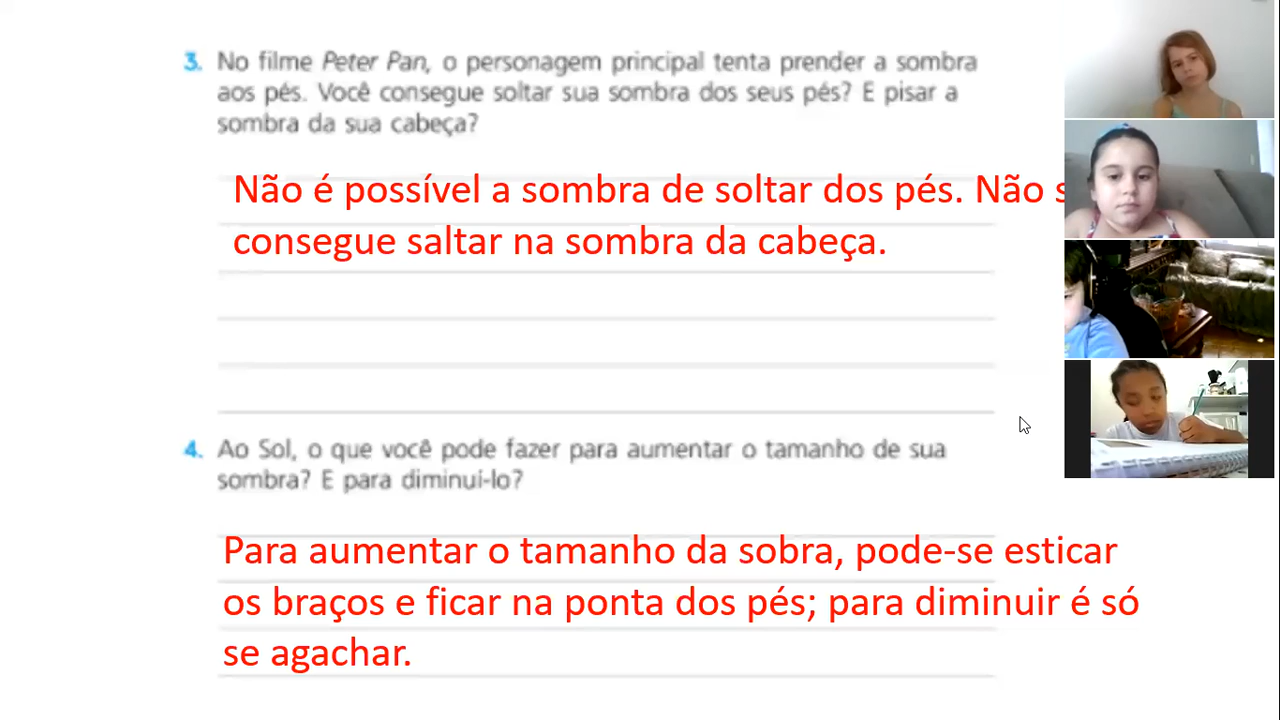 3. No filme Peter Pan, o personagem principal tenta prender a sombra
aos pés. Você consegue soltar sua sombra dos seus pés? E pisar a
sombra da sua cabeça?
Não é possível a sombra de soltar dos pés. Não
consegue saltar na sombra da cabeça.
4. Ao Sol, o que você pode fazer para aumentar o tamanho de sua
sombra? E para diminuí-lo?
Para aumentar o tamanho da sobra, pode-se esticar
os braços e ficar na ponta dos pés; para diminuir é só
se agachar.